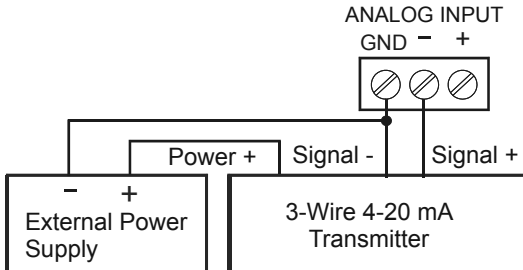 ANALOG INPUT
GND − +
Power +
Signal -
Signal +
− +
External Power
Supply
3-Wire 4-20 mA
Transmitter